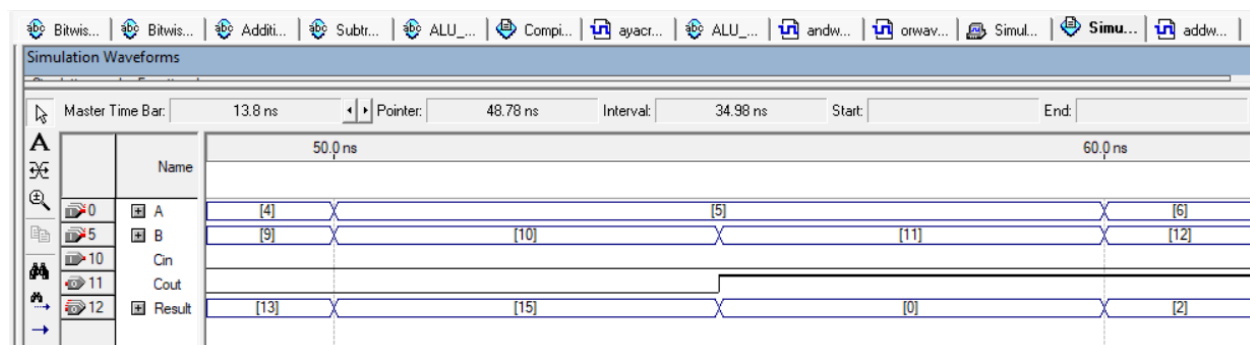 Bitwis... Bitwis... Additi... Subtr... ALU_... Compi... ayacr... ALU_... andw... orwav... Simul... Simu... addw...
Simulation Waveforms
Master Time Bar: 13.8 ns Pointer: 48.78 ns Interval: 34.98 ns Start: End:
50.0 ns 60.0 ns
Name
0 A [4] [5] [6]
5 B [9] [10] [11] [12]
10 Cin
11 Cout
12 Result [13] [15] [0] [2]